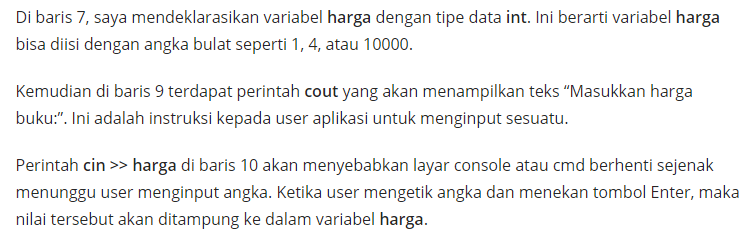 Di baris 7, saya mendeklarasikan variabel harga dengan tipe data int. Ini berarti variabel harga
bisa diisi dengan angka bulat seperti 1, 4, atau 10000.
Kemudian di baris 9 terdapat perintah cout yang akan menampilkan teks “Masukkan harga
buku:”. Ini adalah instruksi kepada user aplikasi untuk menginput sesuatu.
Perintah cin >> harga di baris 10 akan menyebabkan layar console atau cmd berhenti sejenak
menunggu user menginput angka. Ketika user mengetik angka dan menekan tombol Enter, maka
nilai tersebut akan ditampung ke dalam variabel harga.